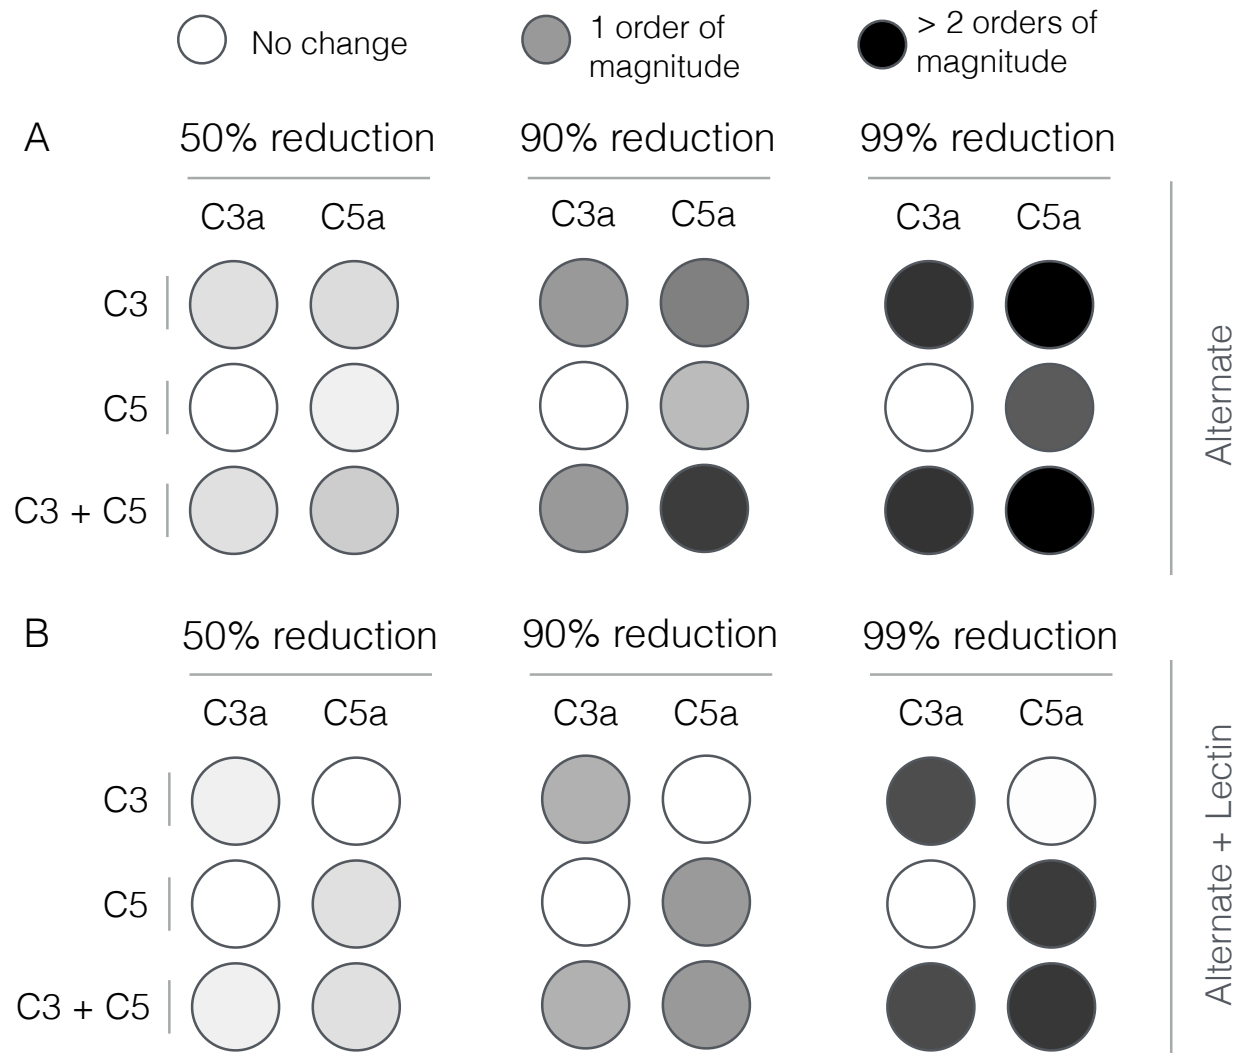 No change
1 order of
magnitude
> 2 orders of
magnitude
A
50% reduction
90% reduction
99% reduction
C3a C5a
C3a C5a
C3a C5a
C3
C5
C3 + C5
Alternate
B
50% reduction
90% reduction
99% reduction
C3a C5a
C3a C5a
C3a C5a
C3
C5
C3 + C5
Alternate + Lectin